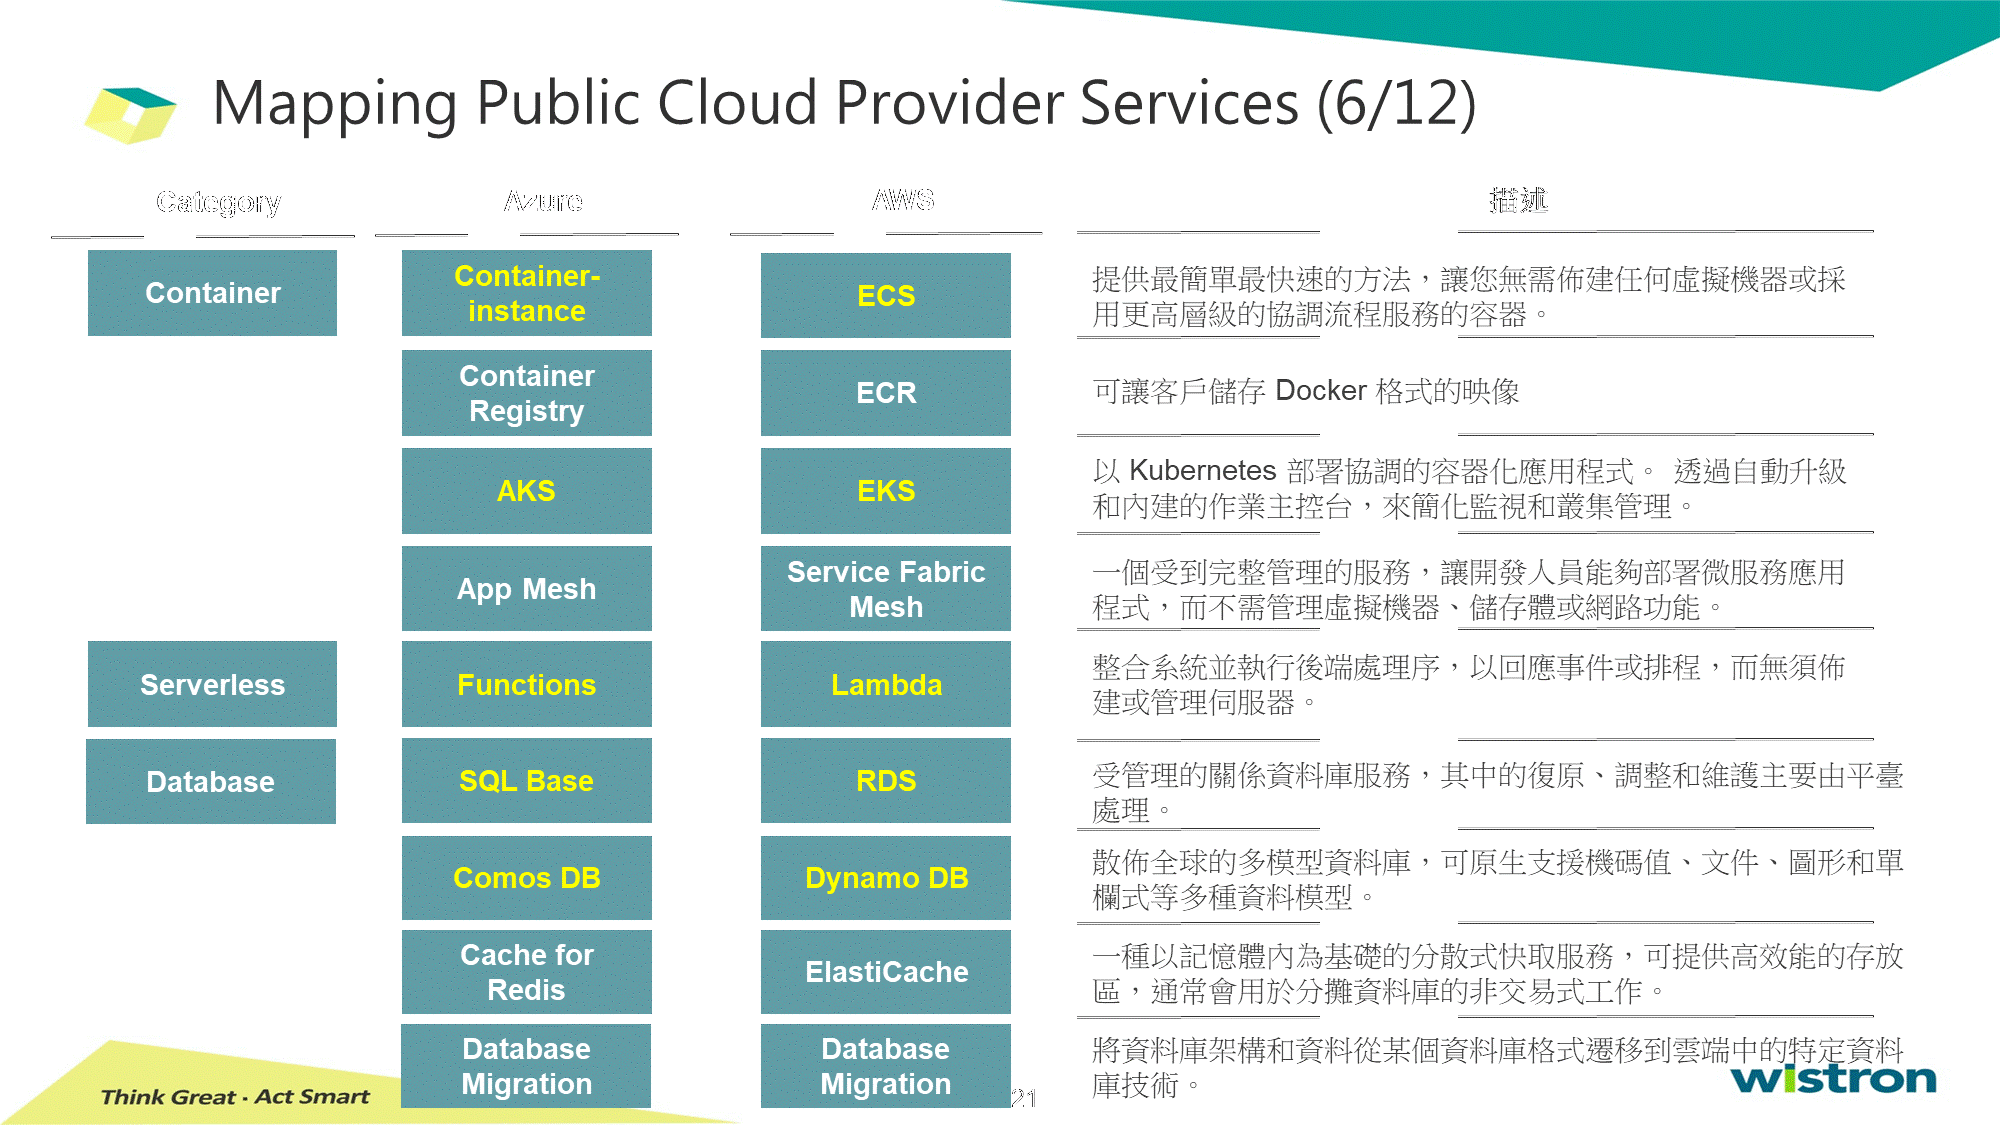 Mapping Public Cloud Provider Services (6/12)
Category
Azure
AWS
描述
Container
Container-
instance
ECS
提供最簡單最快速的方法，讓您無需佈建任何虛擬機器或採
用更高層級的協調流程服務的容器。
Container
Registry
ECR
可讓客戶儲存 Docker 格式的映像
AKS
EKS
以 Kubernetes 部署協調的容器化應用程式。 透過自動升級
和內建的作業主控台，來簡化監視和叢集管理。
App Mesh
Service Fabric
Mesh
一個受到完整管理的服務，讓開發人員能夠部署微服務應用
程式，而不需管理虛擬機器、儲存體或網路功能。
Serverless
Functions
Lambda
整合系統並執行後端處理序，以回應事件或排程，而無須佈
建或管理伺服器。
Database
SQL Base
RDS
受管理的關係資料庫服務，其中的復原、調整和維護主要由平臺
處理。
Comos DB
Dynamo DB
散佈全球的多模型資料庫，可原生支援機碼值、文件、圖形和單
欄式等多種資料模型。
Cache for
Redis
ElastiCache
一種以記憶體內為基礎的分散式快取服務，可提供高效能的存放
區，通常會用於分攤資料庫的非交易式工作。
Database
Migration
Database
Migration
將資料庫架構和資料從某個資料庫格式遷移到雲端中的特定資料
庫技術。
Think Great · Act Smart
21
wistron